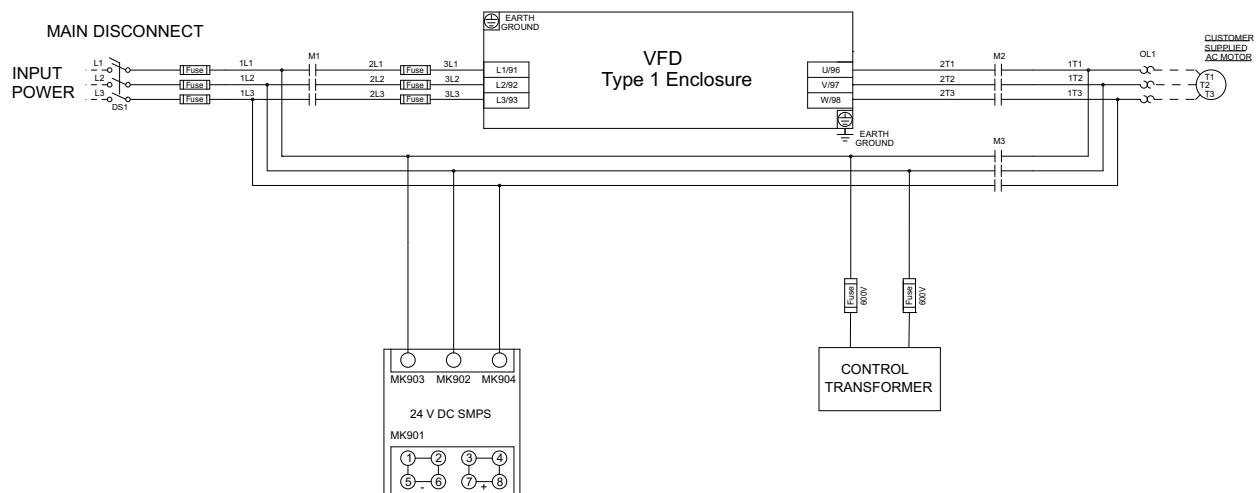 MAIN DISCONNECT
INPUT
POWER
L1
L2
L3
DS1
Fuse
Fuse
Fuse
1L1
1L2
1L3
M1
2L1
2L2
2L3
Fuse
Fuse
Fuse
3L1
3L2
3L3
EARTH
GROUND
VFD
Type 1 Enclosure
L1/91
L2/92
L3/93
U/96
V/97
W/98
EARTH
GROUND
2T1
2T2
2T3
M2
1T1
1T2
1T3
OL1
CUSTOMER
SUPPLIED
AC MOTOR
T1
T2
T3
M3
Fuse
600V
Fuse
600V
CONTROL
TRANSFORMER
MK903 MK902 MK904
24 V DC SMPS
MK901
1 2 3 4
5 - 6 7 + 8